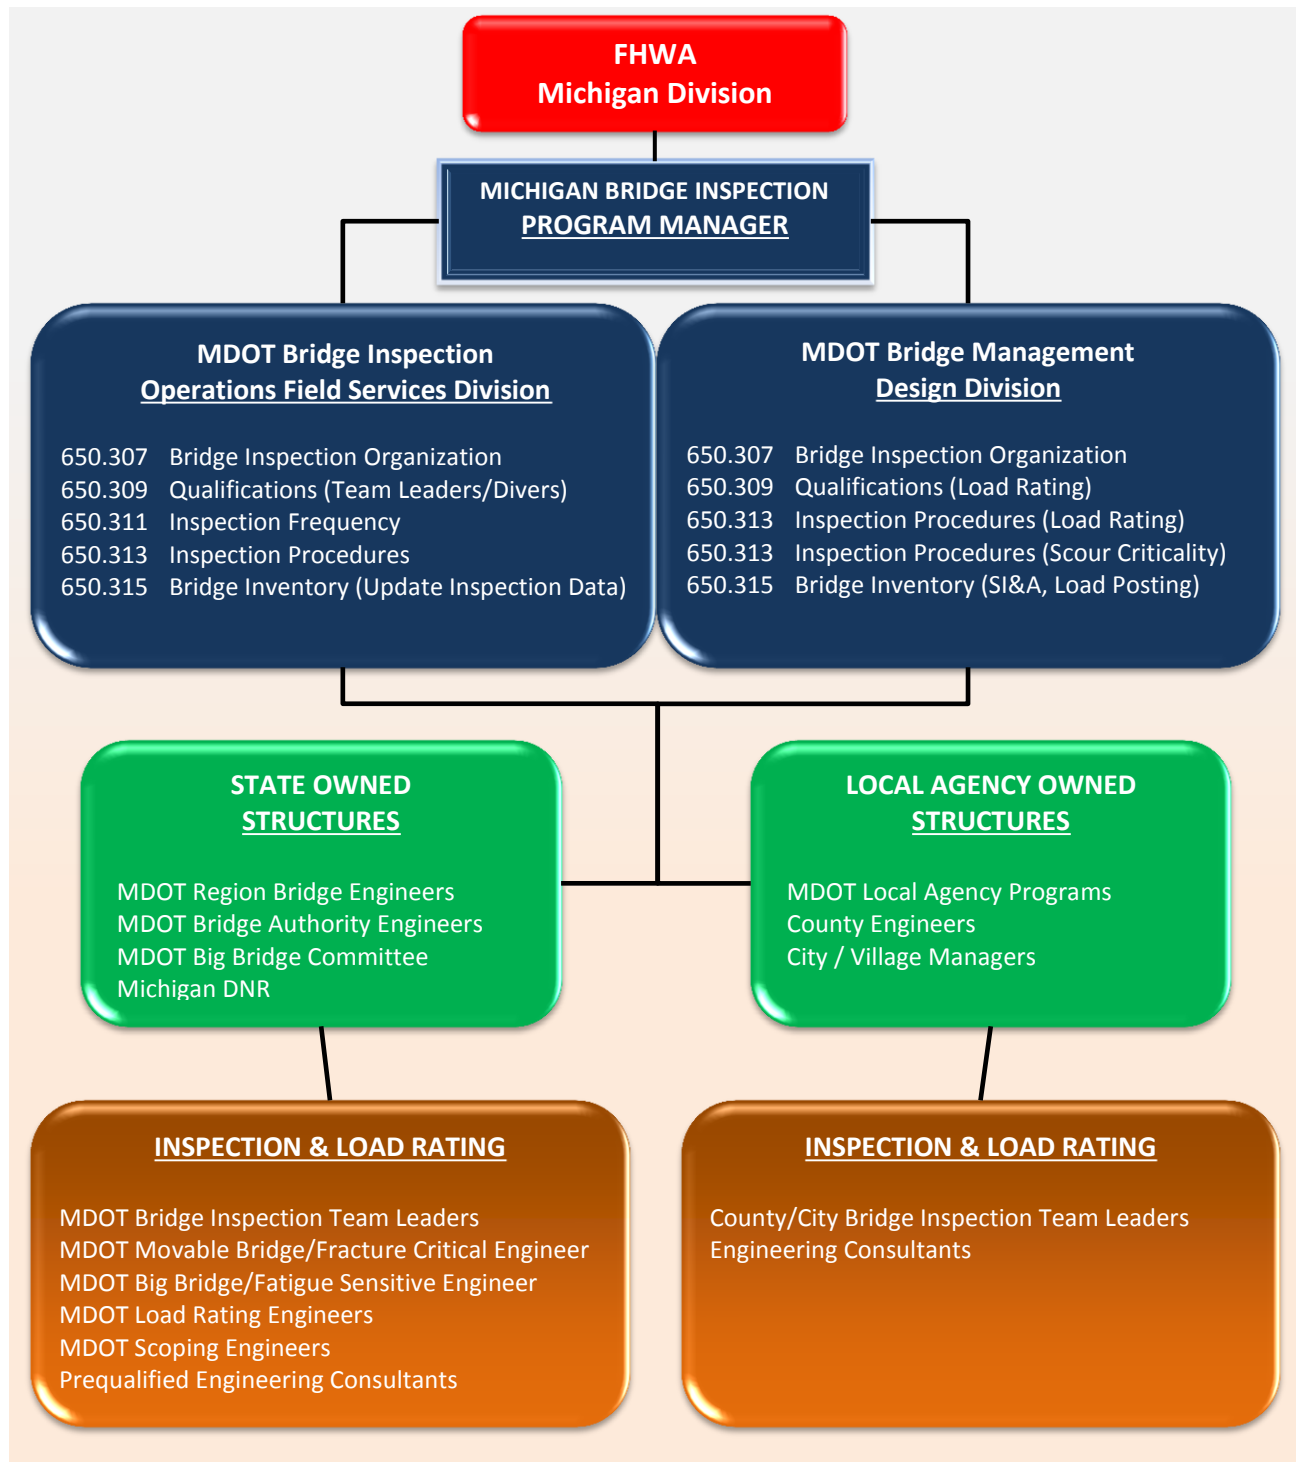 FHWA
Michigan Division
MICHIGAN BRIDGE INSPECTION
PROGRAM MANAGER
MDOT Bridge Inspection
Operations Field Services Division
650.307 Bridge Inspection Organization
650.309 Qualifications (Team Leaders/Divers)
650.311 Inspection Frequency
650.313 Inspection Procedures
650.315 Bridge Inventory (Update Inspection Data)
MDOT Bridge Management
Design Division
650.307 Bridge Inspection Organization
650.309 Qualifications (Load Rating)
650.313 Inspection Procedures (Load Rating)
650.313 Inspection Procedures (Scour Criticality)
650.315 Bridge Inventory (SI&A, Load Posting)
STATE OWNED
STRUCTURES
MDOT Region Bridge Engineers
MDOT Bridge Authority Engineers
MDOT Big Bridge Committee
Michigan DNR
LOCAL AGENCY OWNED
STRUCTURES
MDOT Local Agency Programs
County Engineers
City / Village Managers
INSPECTION & LOAD RATING
MDOT Bridge Inspection Team Leaders
MDOT Movable Bridge/Fracture Critical Engineer
MDOT Big Bridge/Fatigue Sensitive Engineer
MDOT Load Rating Engineers
MDOT Scoping Engineers
Prequalified Engineering Consultants
INSPECTION & LOAD RATING
County/City Bridge Inspection Team Leaders
Engineering Consultants